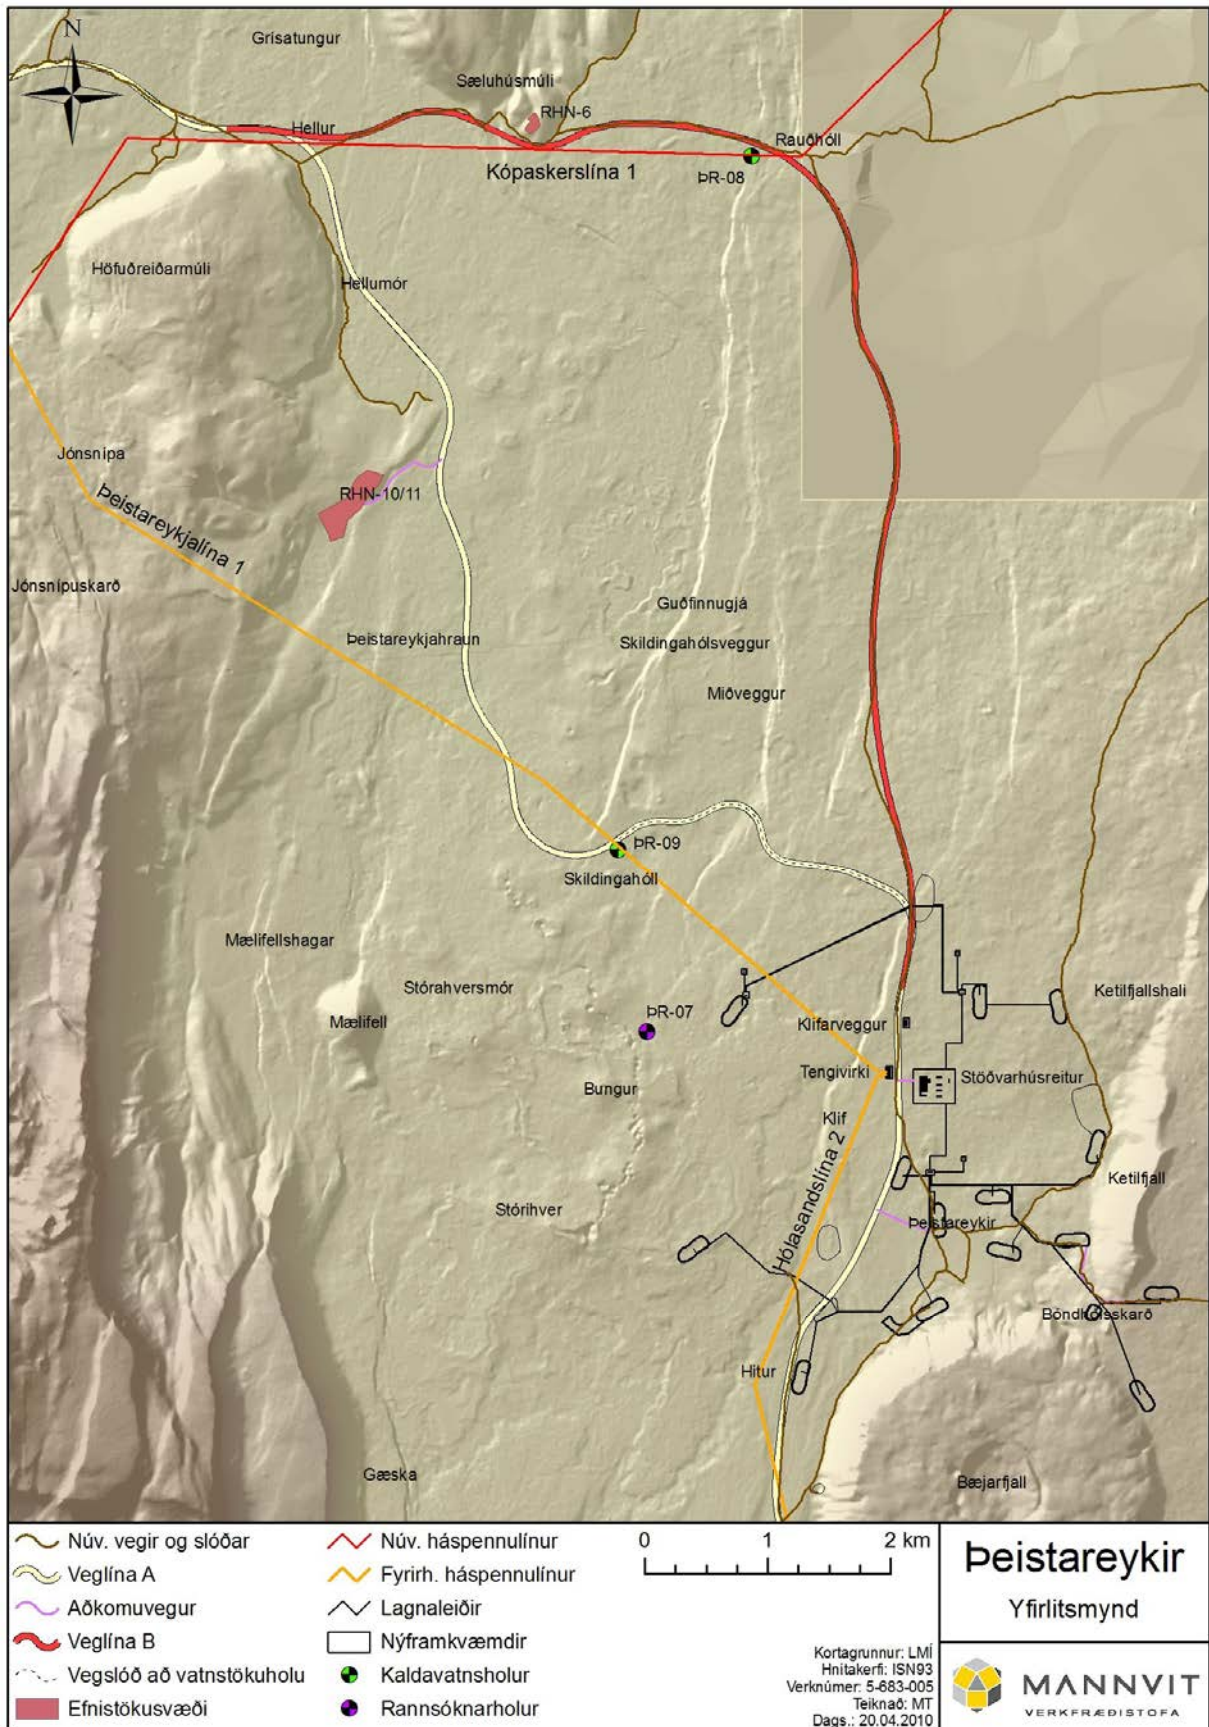 N
Grísatungur
Sæluhúsmúli
RHN-6
Hellur
Rauðhóll
Kópaskerslína 1
ÞR-08
Höfuðreiðarmúli
Hellumór
Jónsnípa
RHN-10/11
Þeistareykjalína 1
Jónsnípuskarð
Guðfinnugjá
Þeistareykjahraun
Skildingahólsveggur
Miðveggur
ÞR-09
Skildingahóll
Mælifellshagar
Stórahversmór
Ketilfjallshali
ÞR-07
Mælifell
Klifarveggur
Tengivirki
Stöðvarhúsreitur
Bungur
Klif
Hólasandslína 2
Ketilfjall
Stórihver
Þeistareykir
Bóndhólsskarð
Hitur
Gæska
Bæjarfjall
Núv. vegir og slóðar
Veglína A
Aðkomuvegur
Veglína B
Vegslóð að vatnstökuholu
Efnistökusvæði
Núv. háspennulínur
Fyrirh. háspennulínur
Lagnaleiðir
Nýframkvæmdir
Kaldavatnsholur
Rannsóknarholur
0 1 2 km
Kortagrunnur: LMÍ
Hnitakerfi: ISN93
Verknúmer: 5-683-005
Teiknað: MT
Dags.: 20.04.2010
Þeistareykir
Yfirlitsmynd
MANNVIT
VERKFRÆÐISTOFA